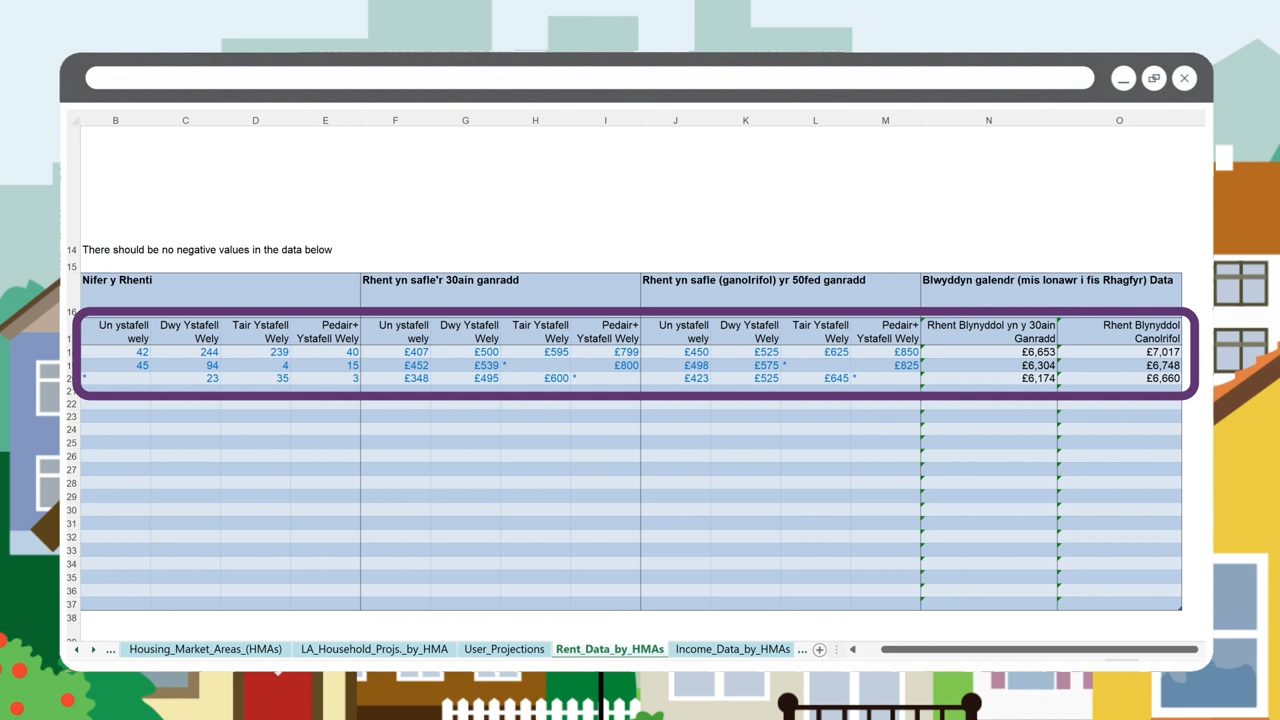 B C D E F G H I J K L M N O
14 There should be no negative values in the data below
15
Nifer y Rhenti Rhent yn safle'r 30ain ganradd Rhent yn safle (ganolrifol) yr 50fed ganradd Blwyddyn galendr (mis Ionawr i fis Rhagfyr) Data
16
Un ystafell Dwy Ystafell Tair Ystafell Pedair+ Un ystafell Gwy Ystafell Tair Ystafell Pedair+ Un ystafell Dwy Ystafell Tair Ystafell Pedair+ Rhent Blynyddol yn y 30ain Rhent Blynyddol
wely Wely Wely Ystafell Wely wely Wely Wely Ystafell Wely wely Wely Wely Ystafell Wely Ganradd Canolrifol
42 244 239 40 £407 £500 £595 £799 £450 £525 £625 £850 £6,653 £7,017
45 94 4 15 £452 £539 * £800 £498 £575 * £825 £6,304 £6,748
* 23 35 3 £348 £495 £600 * £423 £525 £645 * £6,174 £6,660
22
23
24
25
26
27
28
29
30
31
32
33
34
35
36
37
38
... Housing_Market_Areas_(HMAs) LA_Household_Projs._by_HMA User_Projections Rent_Data_by_HMAs Income_Data_by_HMAs ...